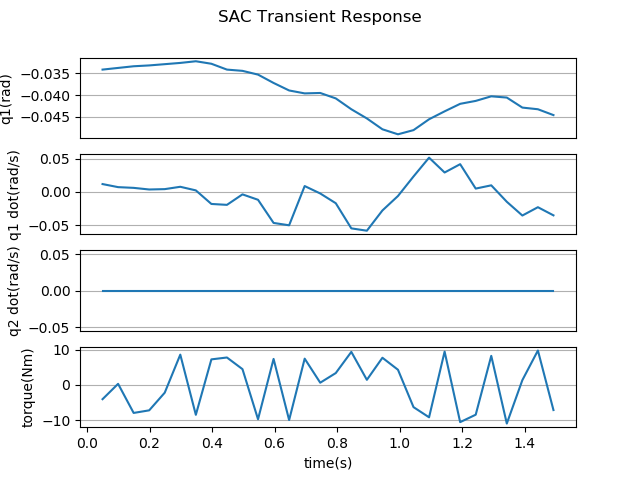 SAC Transient Response
q1(rad)
−0.035
−0.040
−0.045
q1 dot(rad/s)
0.05
0.00
−0.05
q2 dot(rad/s)
0.05
0.00
−0.05
torque(Nm)
10
0
−10
0.0 0.2 0.4 0.6 0.8 1.0 1.2 1.4
time(s)